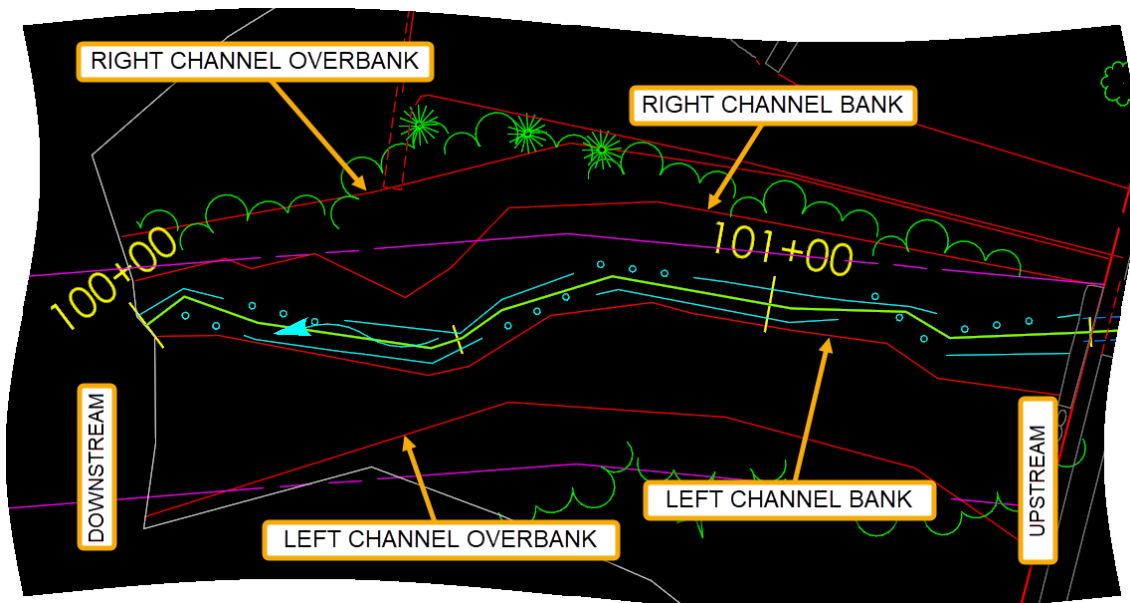 RIGHT CHANNEL OVERBANK
RIGHT CHANNEL BANK
100+00
101+00
DOWNSTREAM
UPSTREAM
LEFT CHANNEL BANK
LEFT CHANNEL OVERBANK